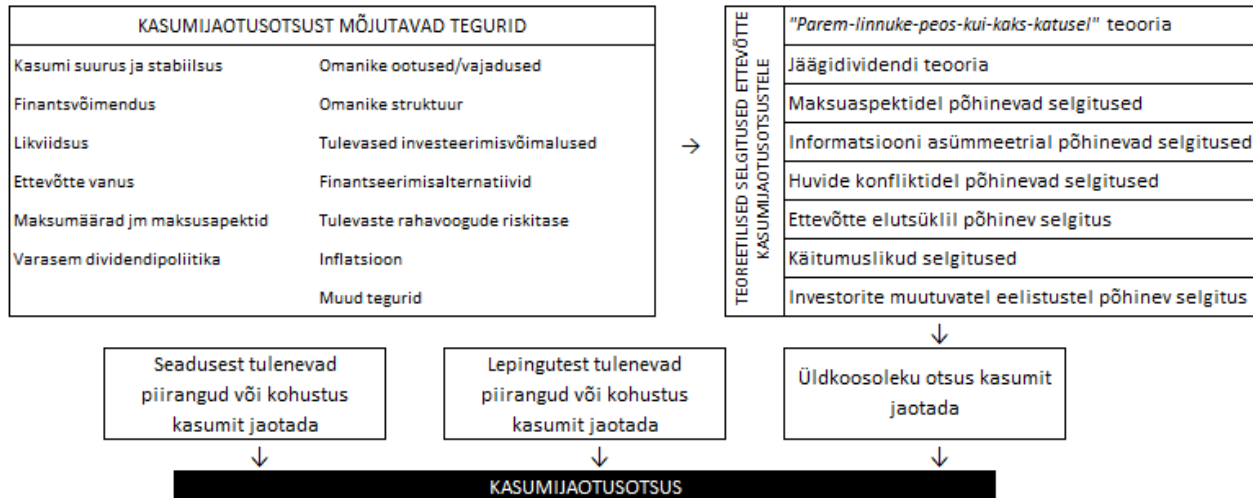 KASUMIJAOTUSOTSUST MÕJUTAVAD TEGURID
Kasumi suurus ja stabiilsus
Finantsvõimendus
Likviidsus
Ettevõtte vanus
Maksumäärad jm maksusapektid
Varasem dividendipoliitika
Omanike ootused/vajadused
Omanike struktuur
Tulevased investeerimisvõimalused
Finantseerimisalternatiivid
Tulevaste rahavoogude riskitase
Inflatsioon
Muud tegurid
→
TEOREETILISED SELGITUSED ETTEVÕTTE
KASUMIJAOTUSOTSUSTELE
"Parem-linnuke-peos-kui-kaks-katusel" teooria
Jäägidividendi teooria
Maksuaspektidel põhinevad selgitused
Informatsiooni asümmeetrial põhinevad selgitused
Huvide konfliktidel põhinevad selgitused
Ettevõtte elutsüklil põhinev selgitus
Käitumuslikud selgitused
Investorite muutuvatel eelistustel põhinev selgitus
↓
Seadusest tulenevad
piirangud või kohustus
kasumit jaotada
Lepingutest tulenevad
piirangud või kohustus
kasumit jaotada
Üldkoosoleku otsus kasumit
jaotada
↓ ↓ ↓
KASUMIJAOTUSOTSUS